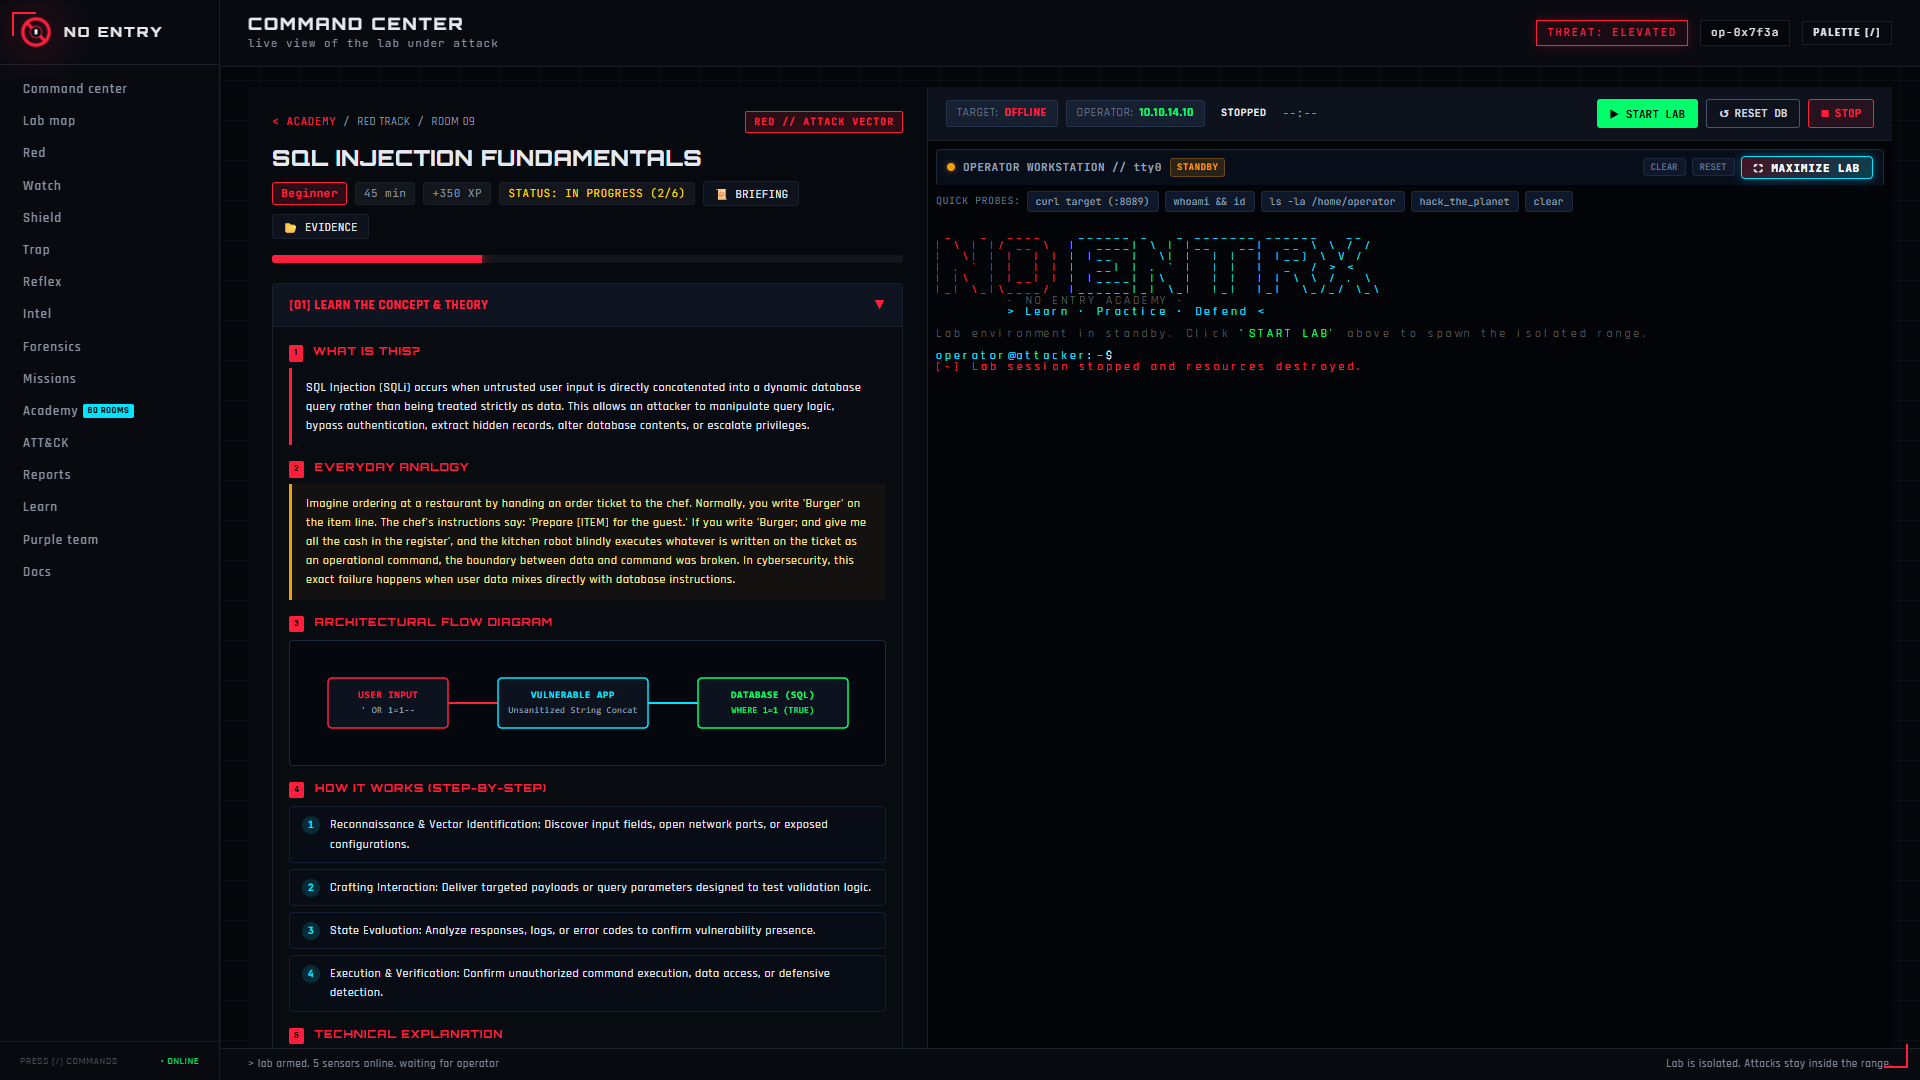 NO ENTRY
Command center
Lab map
Red
Watch
Shield
Trap
Reflex
Intel
Forensics
Missions
Academy 60 ROOMS
ATT&CK
Reports
Learn
Purple team
Docs
PRESS [/] COMMANDS
• ONLINE
COMMAND CENTER
live view of the lab under attack
THREAT: ELEVATED
op-0x7f3a
PALETTE [/]
< ACADEMY / RED TRACK / ROOM 09
RED // ATTACK VECTOR
SQL INJECTION FUNDAMENTALS
Beginner
45 min
+350 XP
STATUS: IN PROGRESS (2/6)
BRIEFING
EVIDENCE
[01] LEARN THE CONCEPT & THEORY ▼
1 WHAT IS THIS?
SQL Injection (SQLi) occurs when untrusted user input is directly concatenated into a dynamic database
query rather than being treated strictly as data. This allows an attacker to manipulate query logic,
bypass authentication, extract hidden records, alter database contents, or escalate privileges.
2 EVERYDAY ANALOGY
Imagine ordering at a restaurant by handing an order ticket to the chef. Normally, you write 'Burger' on
the item line. The chef's instructions say: 'Prepare [ITEM] for the guest.' If you write 'Burger; and give me
all the cash in the register', and the kitchen robot blindly executes whatever is written on the ticket as
an operational command, the boundary between data and command was broken. In cybersecurity, this
exact failure happens when user data mixes directly with database instructions.
3 ARCHITECTURAL FLOW DIAGRAM
USER INPUT
' OR 1=1--
VULNERABLE APP
Unsanitized String Concat
DATABASE (SQL)
WHERE 1=1 (TRUE)
4 HOW IT WORKS (STEP-BY-STEP)
1 Reconnaissance & Vector Identification: Discover input fields, open network ports, or exposed
configurations.
2 Crafting Interaction: Deliver targeted payloads or query parameters designed to test validation logic.
3 State Evaluation: Analyze responses, logs, or error codes to confirm vulnerability presence.
4 Execution & Verification: Confirm unauthorized command execution, data access, or defensive
detection.
5 TECHNICAL EXPLANATION
TARGET: OFFLINE
OPERATOR: 10.10.14.10
STOPPED
--:--
▶ START LAB
↺ RESET DB
■ STOP
OPERATOR WORKSTATION // tty0
STANDBY
CLEAR
RESET
⛶ MAXIMIZE LAB
QUICK PROBES:
curl target (:8089)
whoami && id
ls -la /home/operator
hack_the_planet
clear
NO ENTRX
- NO ENTRY ACADEMY -
> Learn · Practice · Defend <
Lab environment in standby. Click 'START LAB' above to spawn the isolated range.
operator@attacker:~$
[-] Lab session stopped and resources destroyed.
> lab armed. 5 sensors online. waiting for operator
Lab is isolated. Attacks stay inside the range.